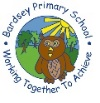 Bardsey Primary School
Working Together To Achieve